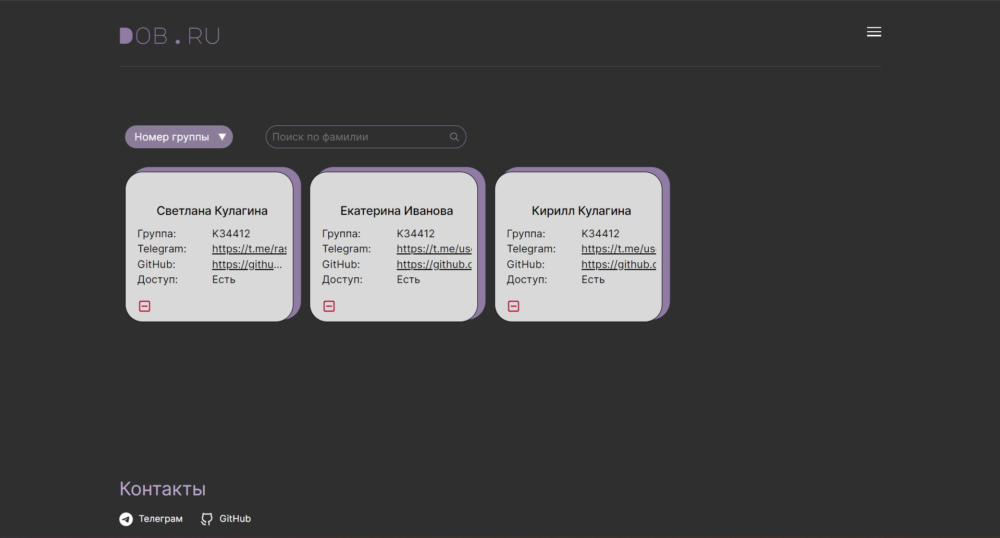 DOB.RU
Номер группы
Поиск по фамилии
Светлана Кулагина
Группа: K34412
Telegram: https://t.me/ras
GitHub: https://githu...
Доступ: Есть
Екатерина Иванова
Группа: K34412
Telegram: https://t.me/us
GitHub: https://github.c
Доступ: Есть
Кирилл Кулагина
Группа: K34412
Telegram: https://t.me/us
GitHub: https://github.c
Доступ: Есть
Контакты
Телеграм GitHub